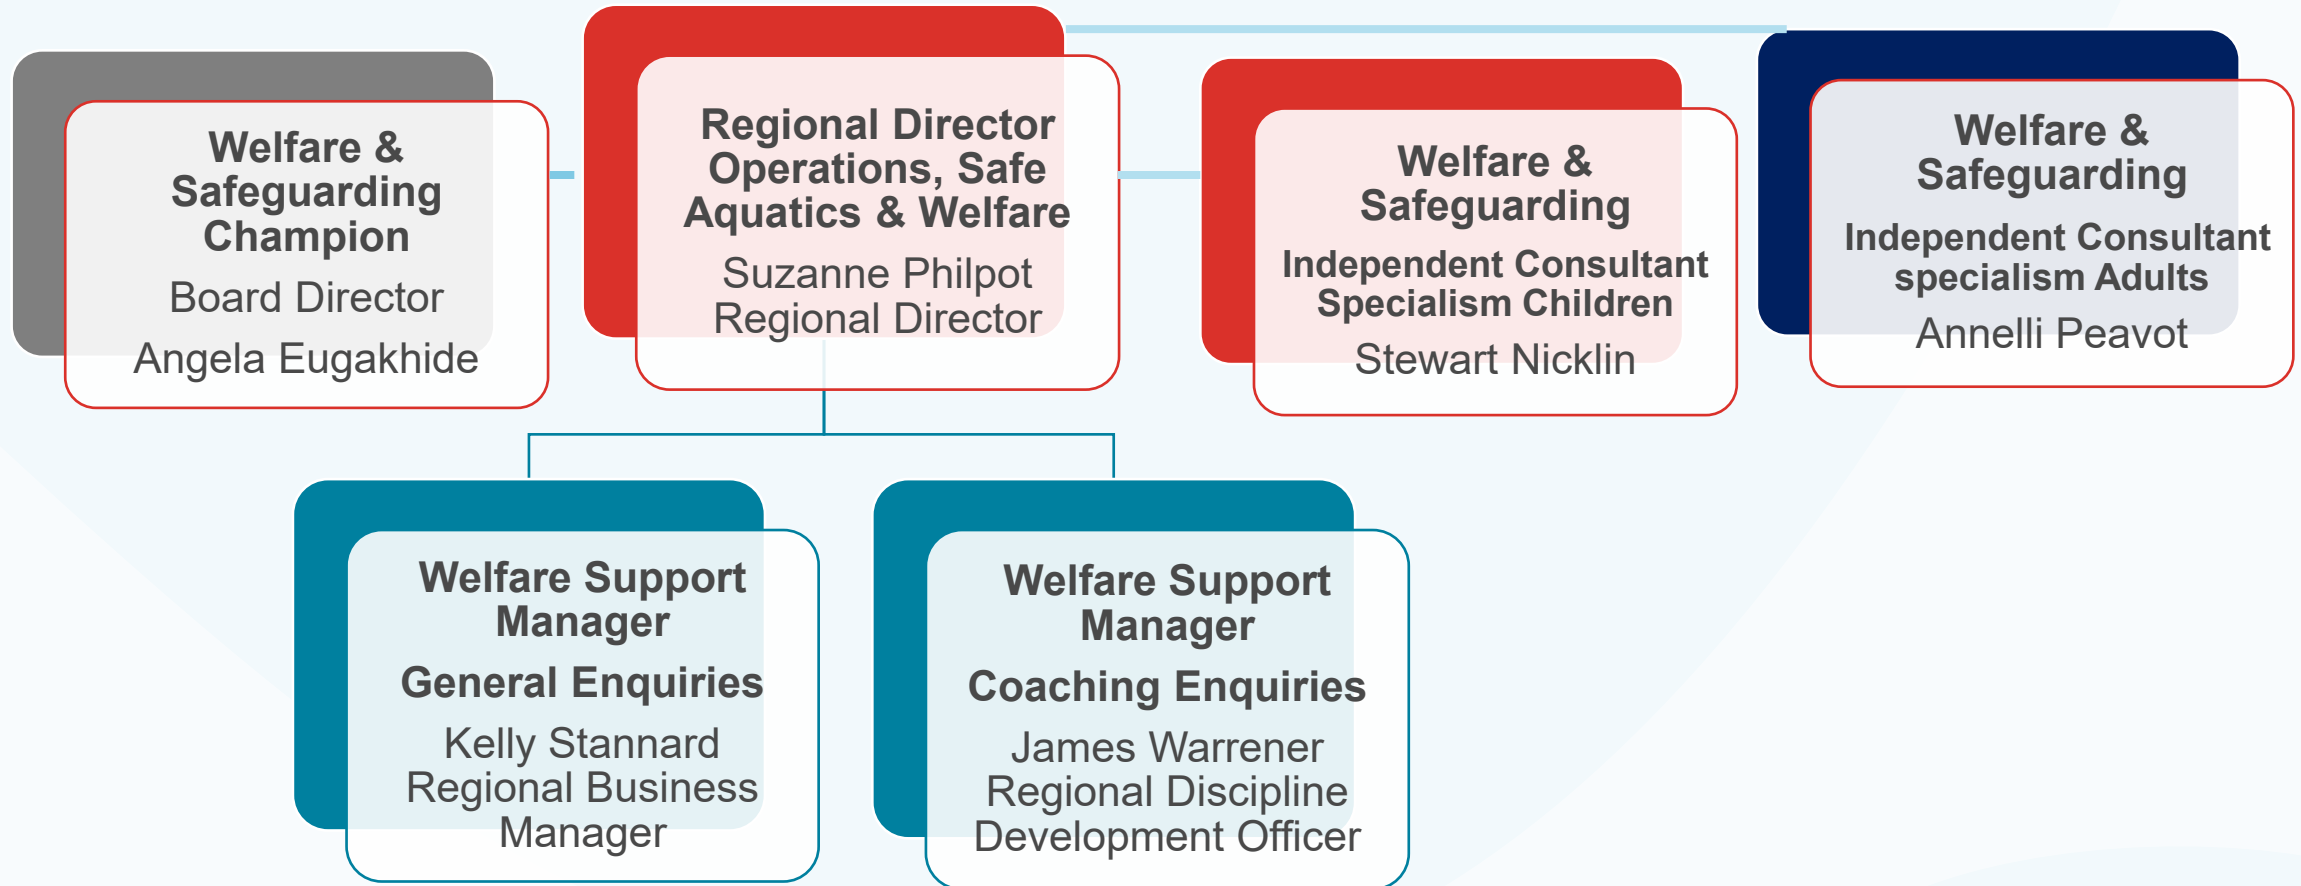 Welfare &
Safeguarding
Champion
Board Director
Angela Eugakhide
Regional Director
Operations, Safe
Aquatics & Welfare
Suzanne Philpot
Regional Director
Welfare &
Safeguarding
Independent Consultant
Specialism Children
Stewart Nicklin
Welfare &
Safeguarding
Independent Consultant
specialism Adults
Annelli Peavot
Welfare Support
Manager
General Enquiries
Kelly Stannard
Regional Business
Manager
Welfare Support
Manager
Coaching Enquiries
James Warrener
Regional Discipline
Development Officer